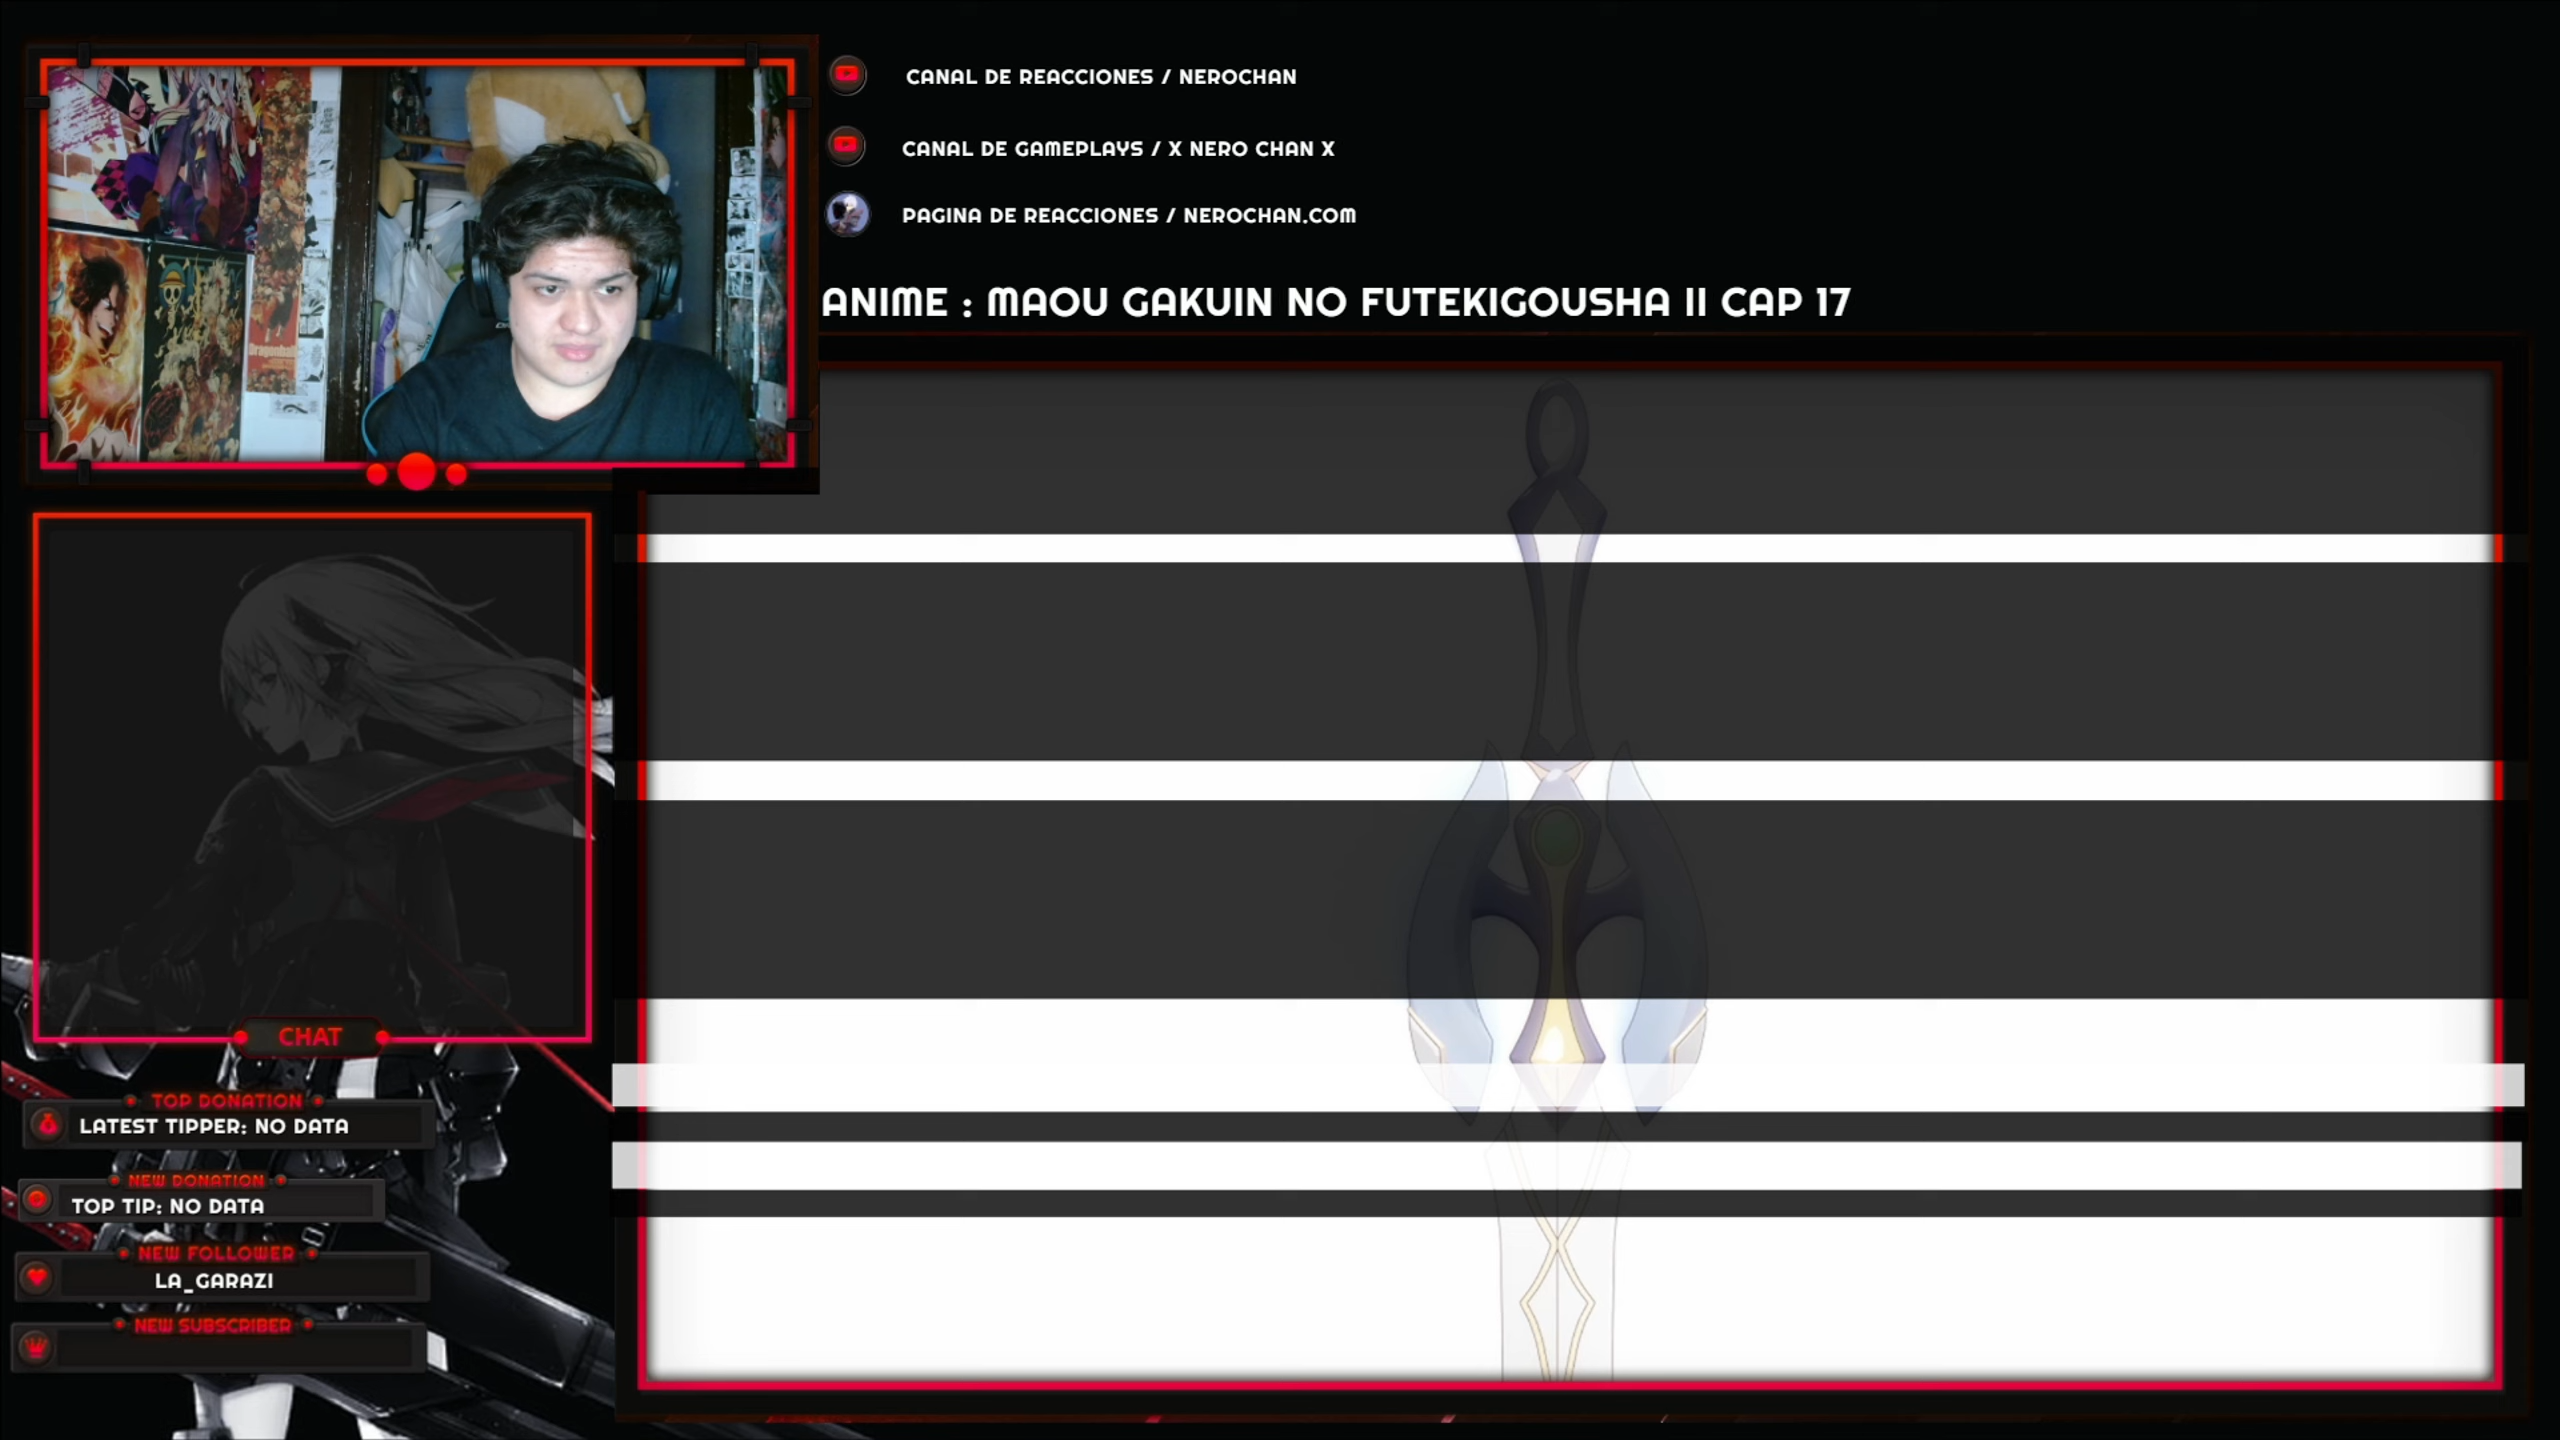 CANAL DE REACCIONES / NEROCHAN
CANAL DE GAMEPLAYS / X NERO CHAN X
PAGINA DE REACCIONES / NEROCHAN.COM
ANIME : MAOU GAKUIN NO FUTEKIGOUSHA II CAP 17
Dragonball
CHAT
TOP DONATION
LATEST TIPPER: NO DATA
NEW DONATION
TOP TIP: NO DATA
NEW FOLLOWER
LA_GARAZI
NEW SUBSCRIBER